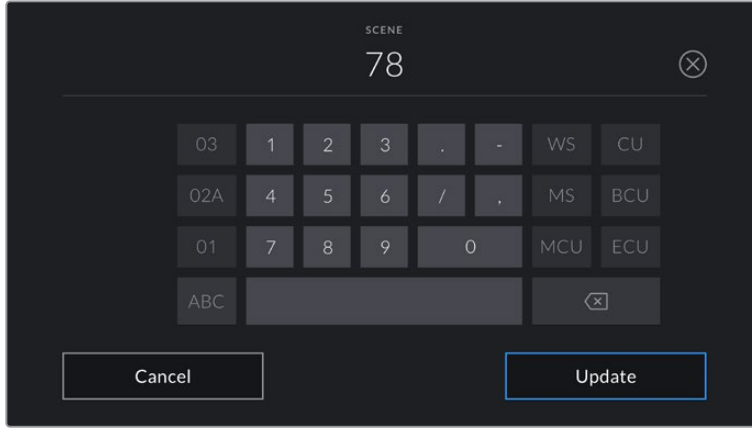 SCENE
78
03 1 2 3 . - WS CU
02A 4 5 6 / , MS BCU
01 7 8 9 0 MCU ECU
ABC
Cancel Update